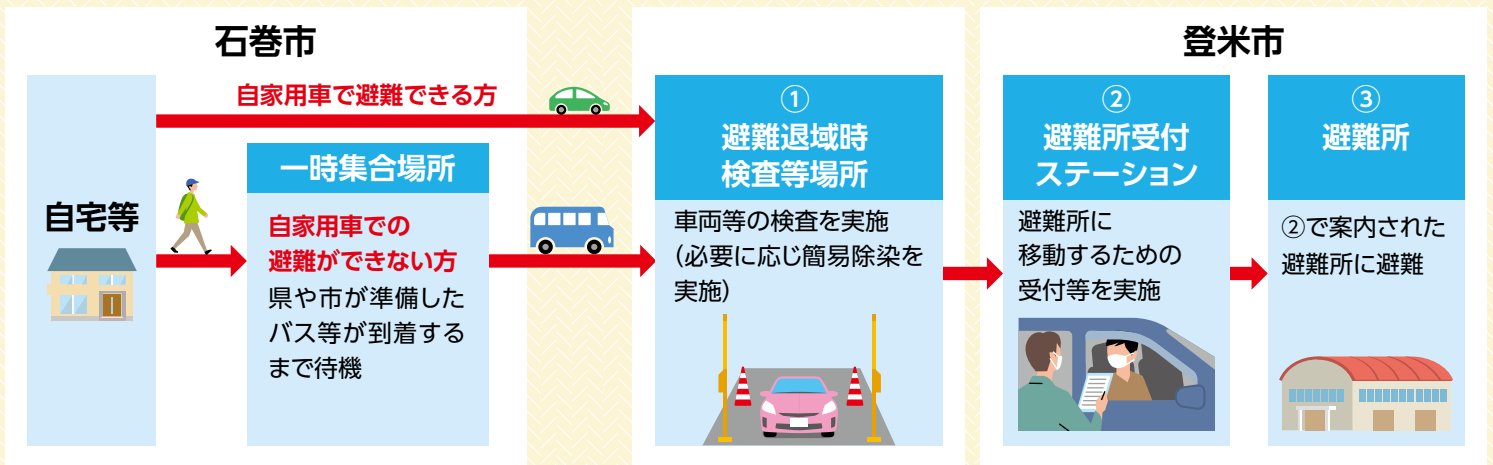 石巻市
自宅等
自家用車で避難できる方
一時集合場所
自家用車での
避難ができない方
県や市が準備した
バス等が到着する
まで待機
①
避難退域時
検査等場所
車両等の検査を実施
(必要に応じ簡易除染を
実施)
登米市
②
避難所受付
ステーション
避難所に
移動するための
受付等を実施
③
避難所
②で案内された
避難所に避難